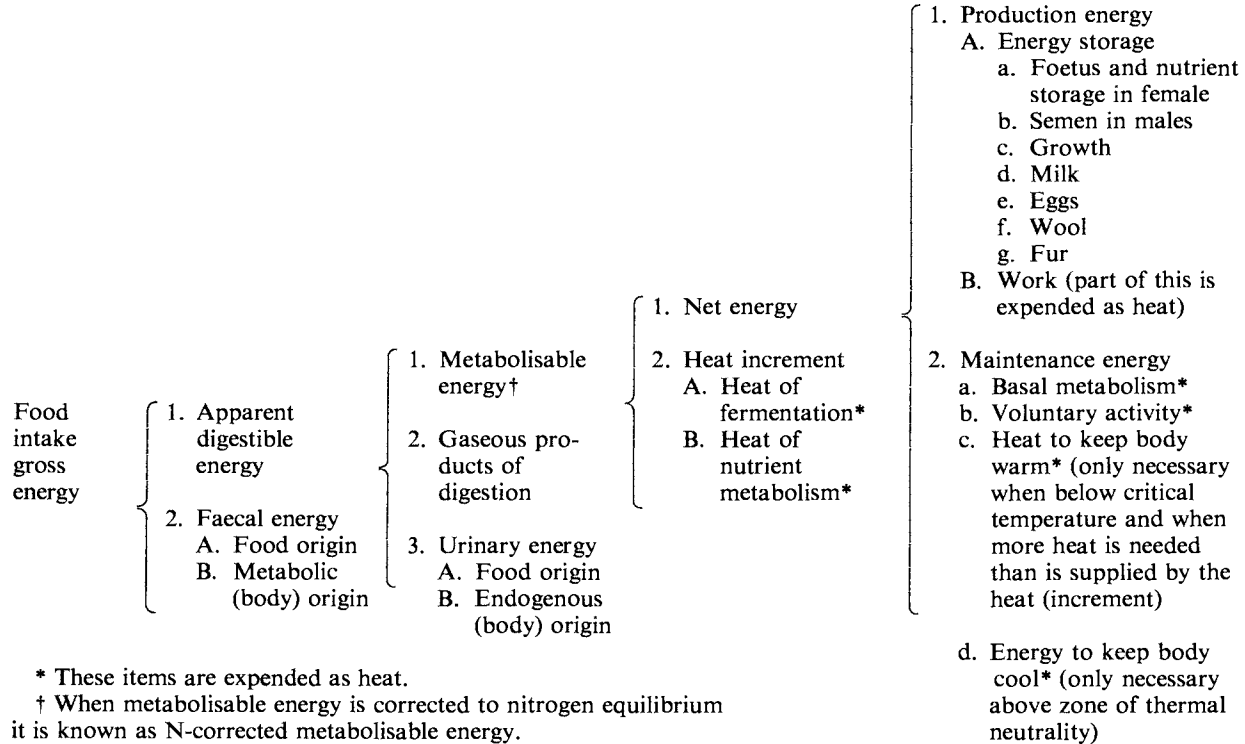 Food
intake
gross
energy
1. Apparent
digestible
energy
2. Faecal energy
A. Food origin
B. Metabolic
(body) origin
1. Metabolisable
energy†
2. Gaseous pro-
ducts of
digestion
3. Urinary energy
A. Food origin
B. Endogenous
(body) origin
1. Net energy
2. Heat increment
A. Heat of
fermentation*
B. Heat of
nutrient
metabolism*
1. Production energy
A. Energy storage
a. Foetus and nutrient
storage in female
b. Semen in males
c. Growth
d. Milk
e. Eggs
f. Wool
g. Fur
B. Work (part of this is
expended as heat)
2. Maintenance energy
a. Basal metabolism*
b. Voluntary activity*
c. Heat to keep body
warm* (only necessary
when below critical
temperature and when
more heat is needed
than is supplied by the
heat (increment)
d. Energy to keep body
cool* (only necessary
above zone of thermal
neutrality)
* These items are expended as heat.
† When metabolisable energy is corrected to nitrogen equilibrium
it is known as N-corrected metabolisable energy.